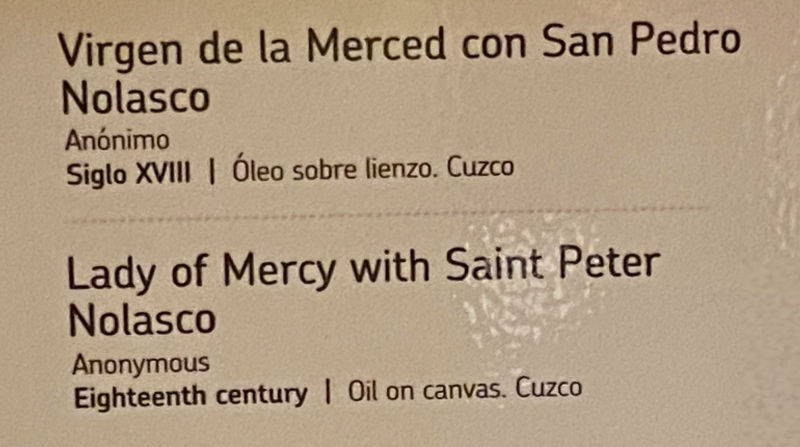 Virgen de la Merced con San Pedro
Nolasco
Anónimo
Siglo XVIII | Óleo sobre lienzo. Cuzco
Lady of Mercy with Saint Peter
Nolasco
Anonymous
Eighteenth century | Oil on canvas. Cuzco